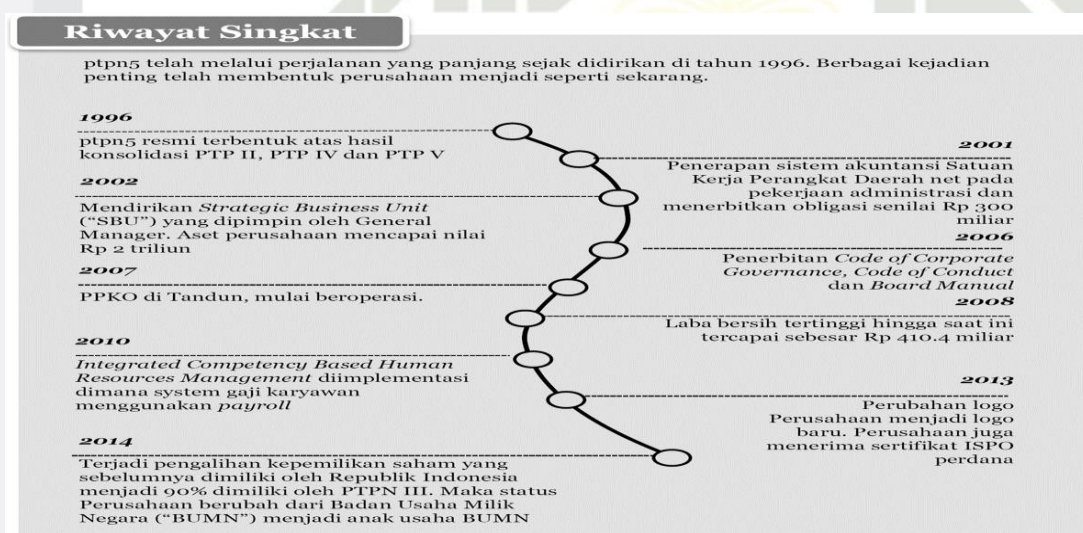 Riwayat Singkat
ptpn5 telah melalui perjalanan yang panjang sejak didirikan di tahun 1996. Berbagai kejadian
penting telah membentuk perusahaan menjadi seperti sekarang.
1996
ptpn5 resmi terbentuk atas hasil
konsolidasi PTP II, PTP IV dan PTP V
2001
Penerapan sistem akuntansi Satuan
Kerja Perangkat Daerah net pada
pekerjaan administrasi dan
menerbitkan obligasi senilai Rp 300
miliar
2002
Mendirikan Strategic Business Unit
("SBU") yang dipimpin oleh General
Manager. Aset perusahaan mencapai nilai
Rp 2 triliun
2006
Penerbitan Code of Corporate
Governance, Code of Conduct
dan Board Manual
2007
PPKO di Tandun, mulai beroperasi.
2008
Laba bersih tertinggi hingga saat ini
tercapai sebesar Rp 410.4 miliar
2010
Integrated Competency Based Human
Resources Management diimplementasi
dimana system gaji karyawan
menggunakan payroll
2013
Perubahan logo
Perusahaan menjadi logo
baru. Perusahaan juga
menerima sertifikat ISPO
perdana
2014
Terjadi pengalihan kepemilikan saham yang
sebelumnya dimiliki oleh Republik Indonesia
menjadi 90% dimiliki oleh PTPN III. Maka status
Perusahaan berubah dari Badan Usaha Milik
Negara ("BUMN") menjadi anak usaha BUMN